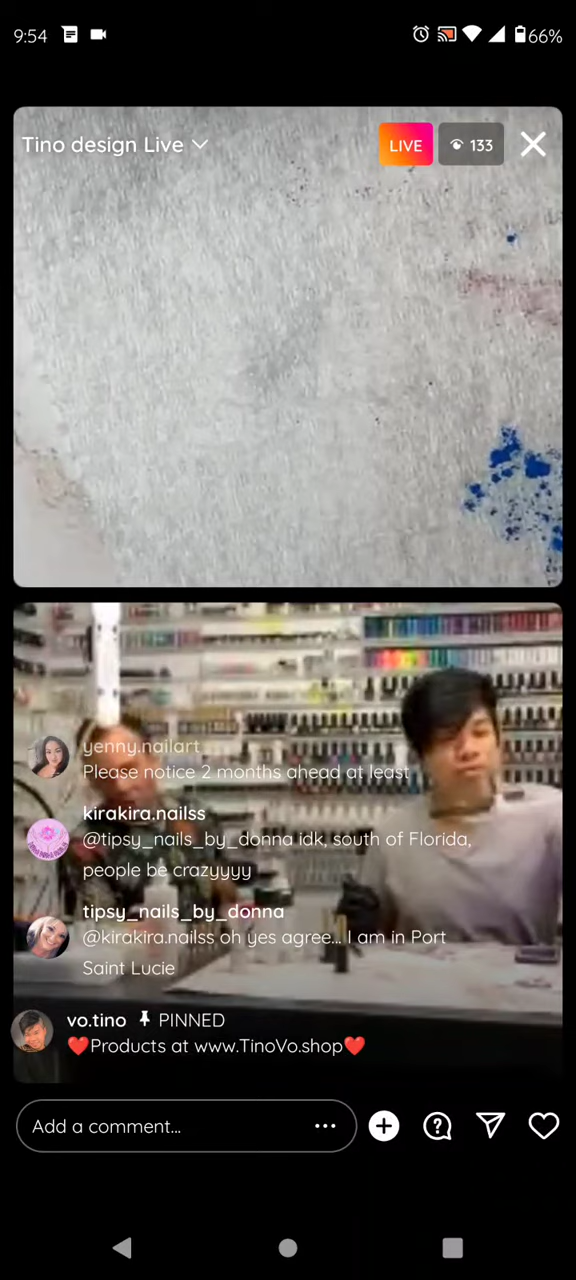 9:54
66%
Tino design Live
LIVE
133
yenny.nailart
Please notice 2 months ahead at least
kirakira.nailss
@tipsy_nails_by_donna idk, south of Florida,
people be crazyyyy
tipsy_nails_by_donna
@kirakira.nailss oh yes agree... I am in Port
Saint Lucie
vo.tino PINNED
❤️Products at www.TinoVo.shop❤️
Add a comment...